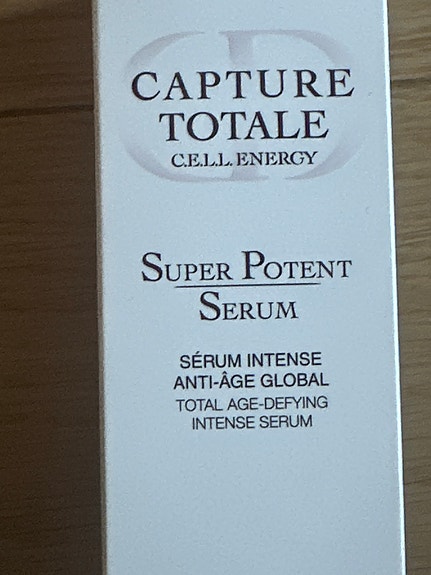 CAPTURE
TOTALE
C.E.L.L. ENERGY
SUPER POTENT
SERUM
SÉRUM INTENSE
ANTI-ÂGE GLOBAL
TOTAL AGE-DEFYING
INTENSE SERUM